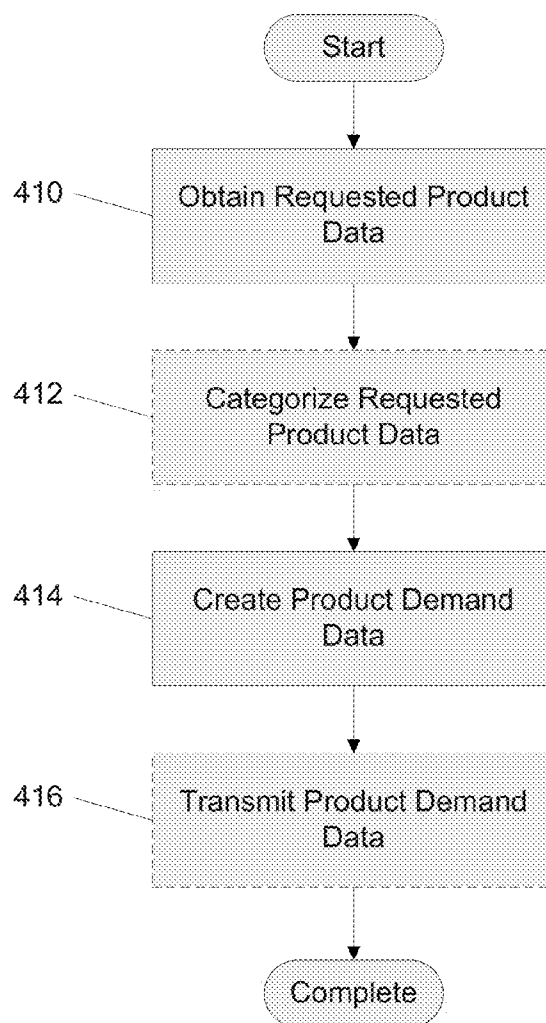 Start
410
Obtain Requested Product
Data
412
Categorize Requested
Product Data
414
Create Product Demand
Data
416
Transmit Product Demand
Data
Complete